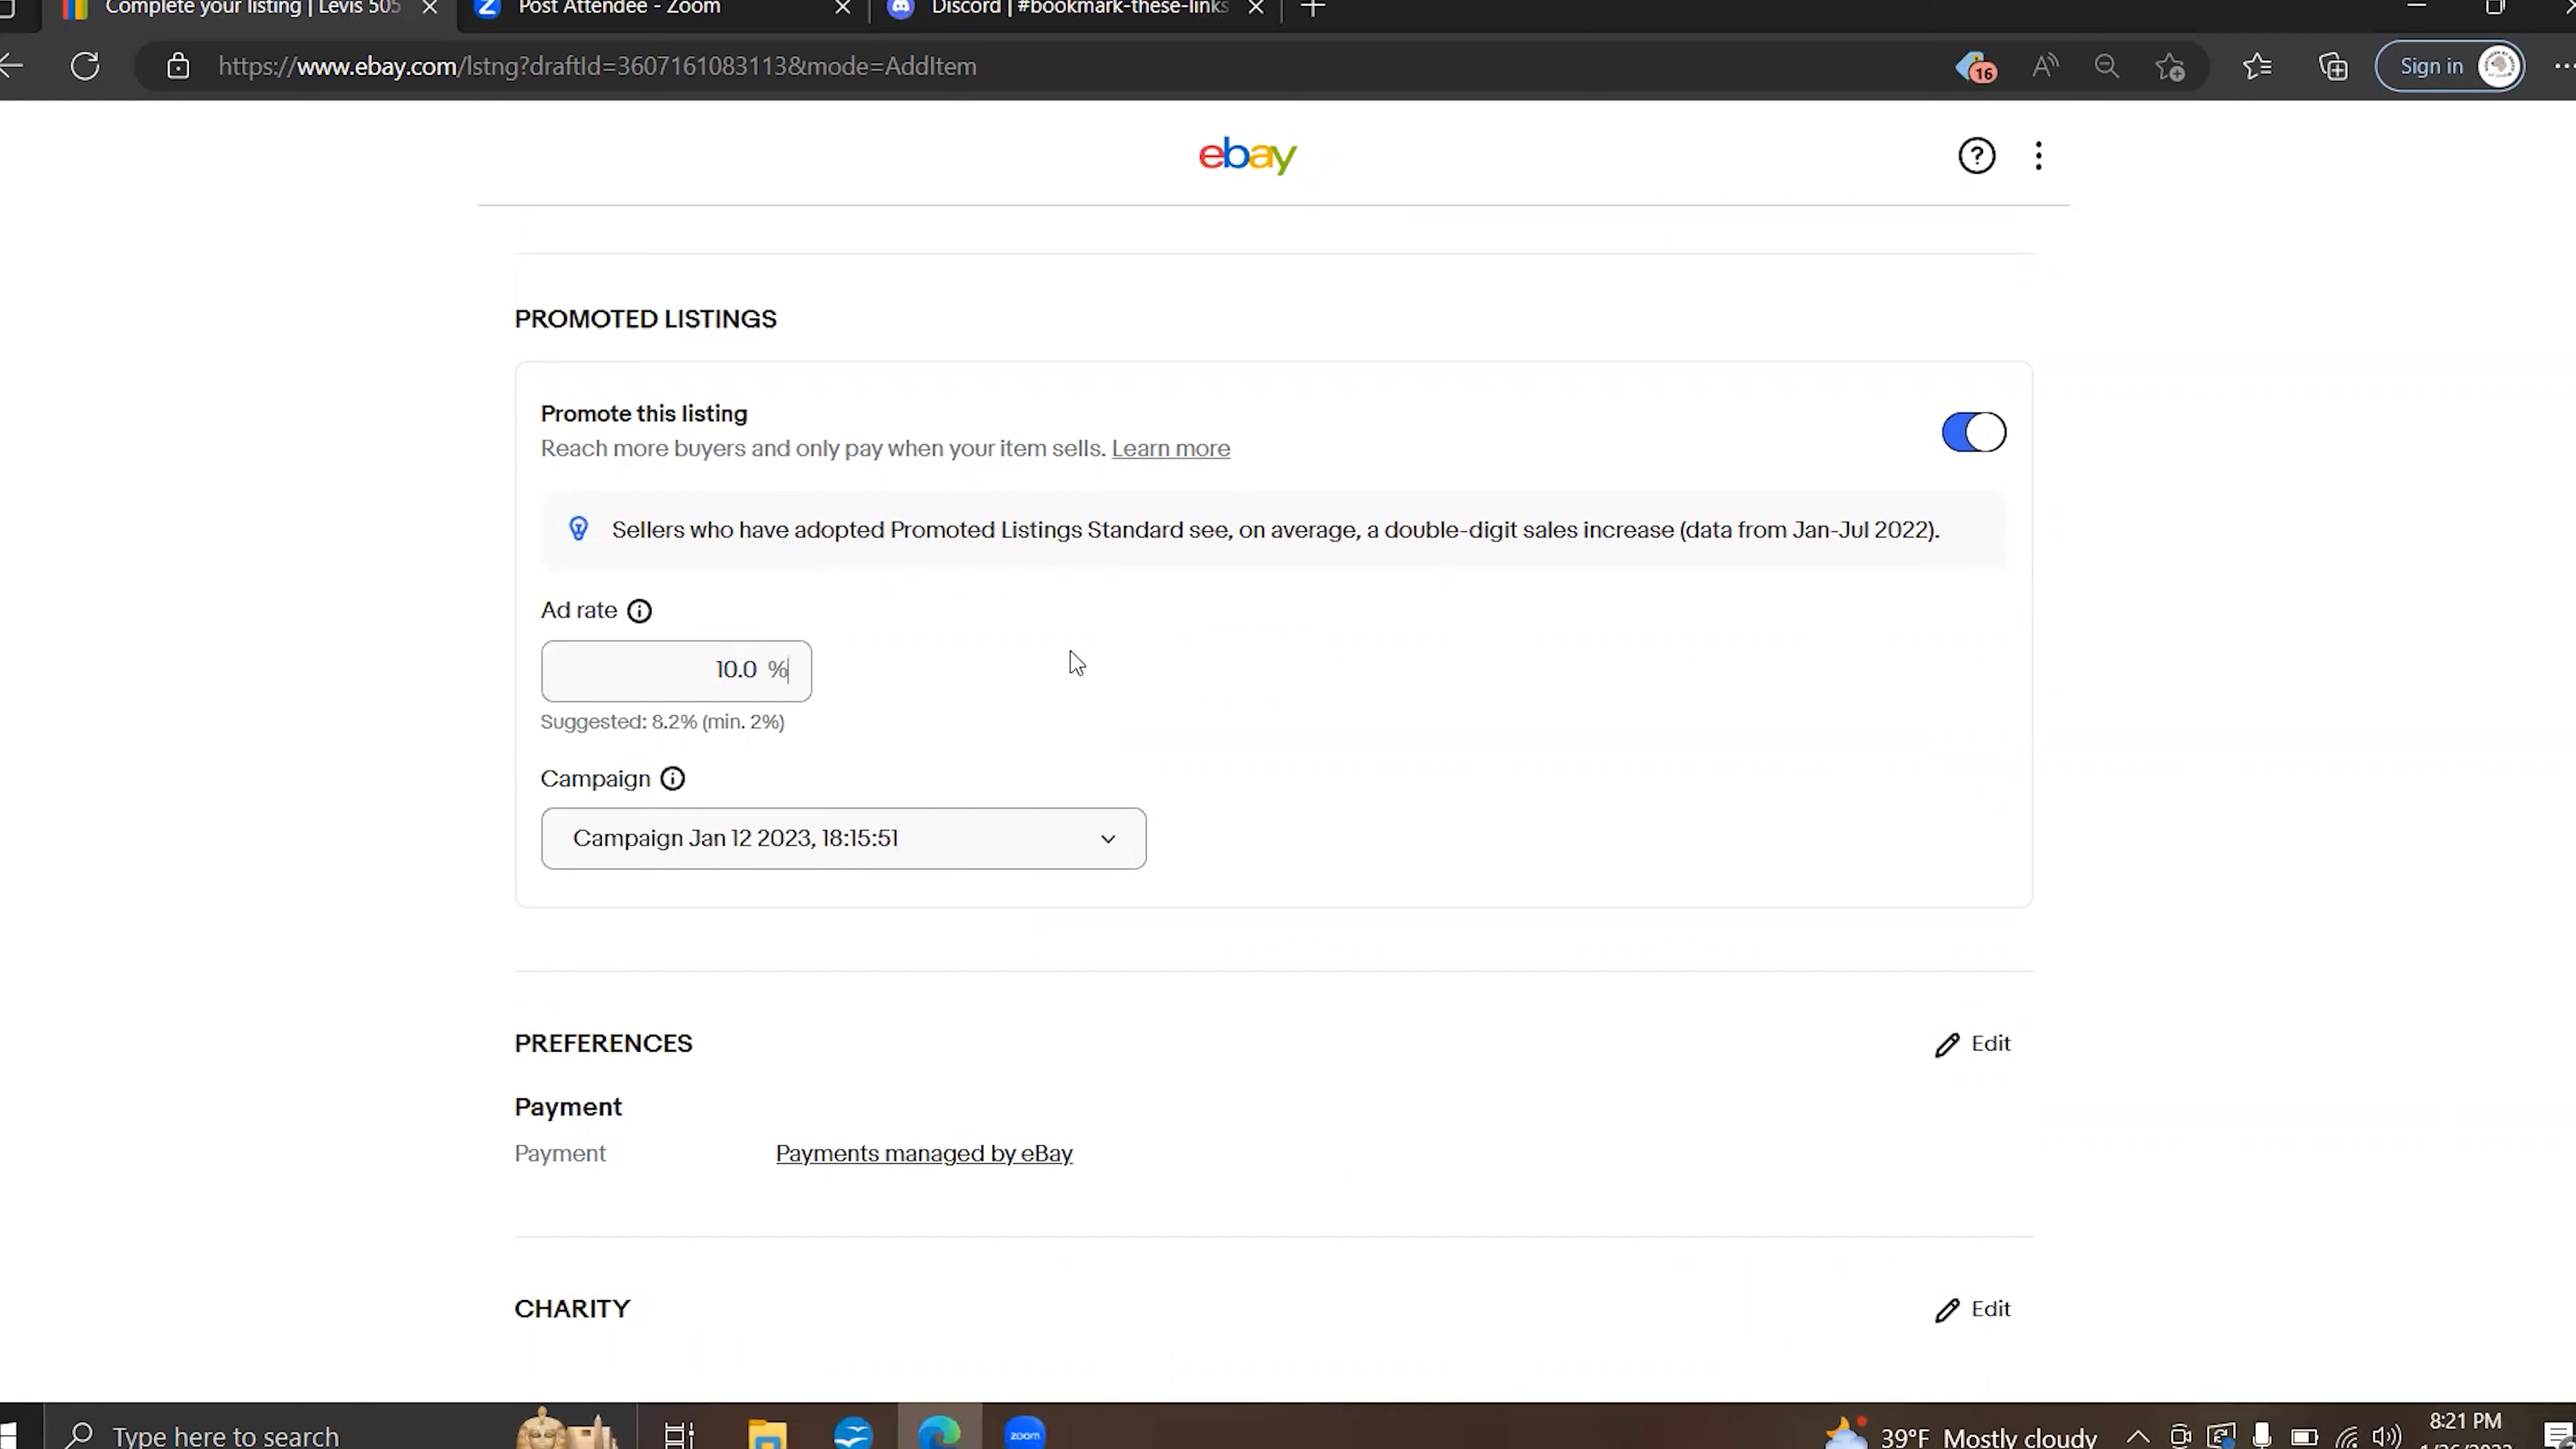 Complete your listing | Levis 505
Post Attendee - Zoom
Discord | #bookmark-these-links
https://www.ebay.com/lstng?draftId=3607161083113&mode=AddItem
16
Sign in
ebay
PROMOTED LISTINGS
Promote this listing
Reach more buyers and only pay when your item sells. Learn more
Sellers who have adopted Promoted Listings Standard see, on average, a double-digit sales increase (data from Jan-Jul 2022).
Ad rate
10.0 %
Suggested: 8.2% (min. 2%)
Campaign
Campaign Jan 12 2023, 18:15:51
PREFERENCES
Edit
Payment
Payment
Payments managed by eBay
CHARITY
Edit
Type here to search
zoom
39°F Mostly cloudy
8:21 PM